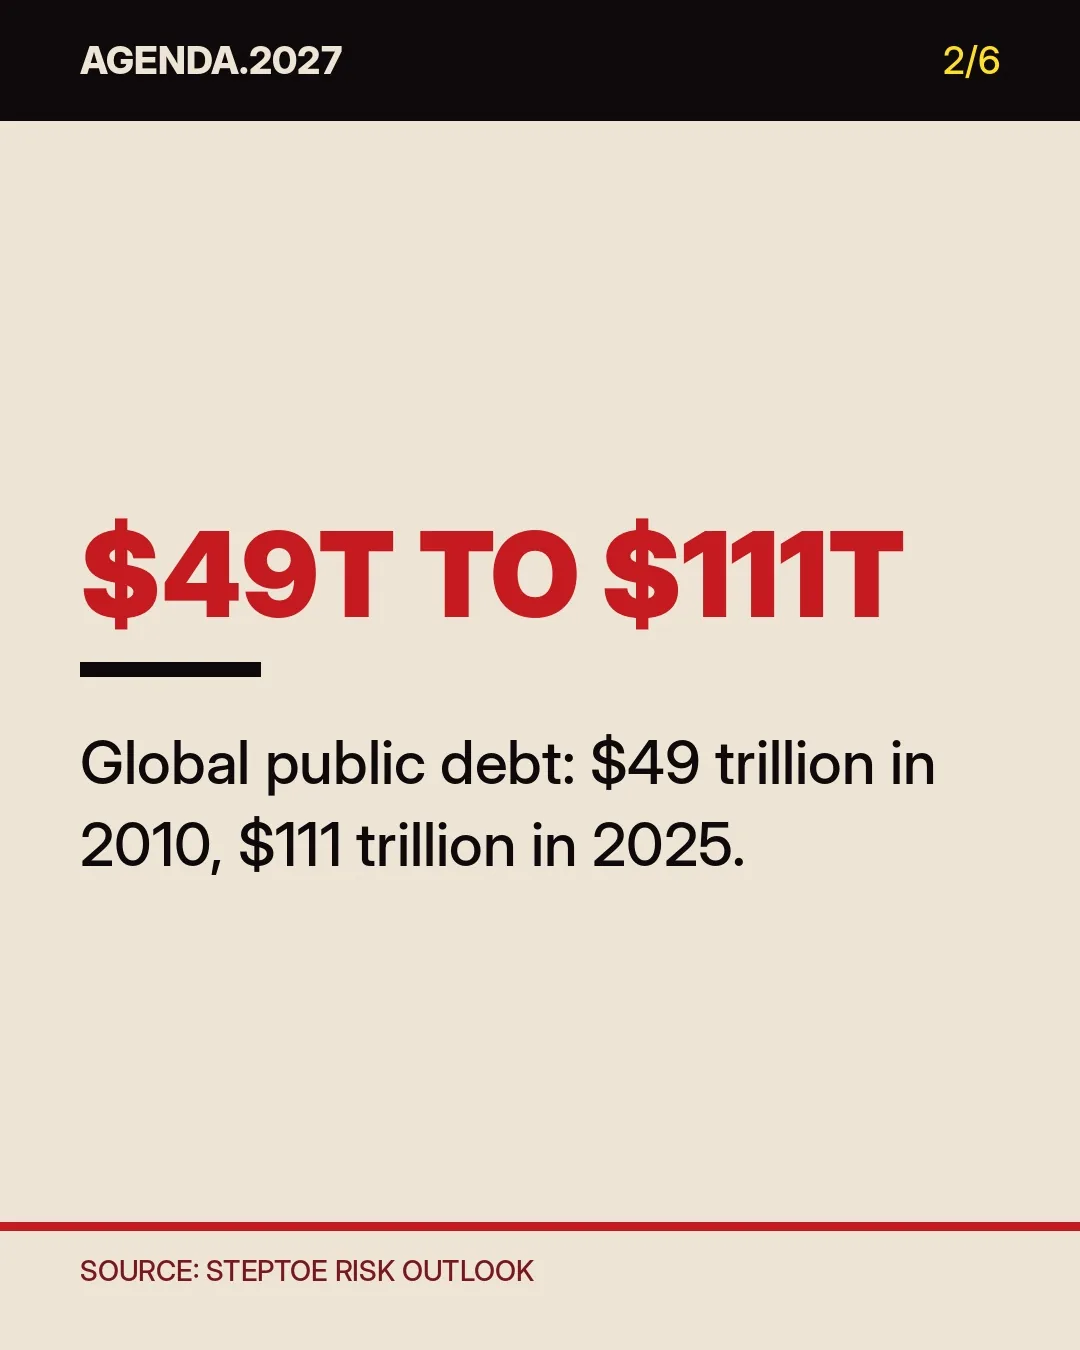 AGENDA.2027
2/6
$49T TO $111T
Global public debt: $49 trillion in
2010, $111 trillion in 2025.
SOURCE: STEPTOE RISK OUTLOOK